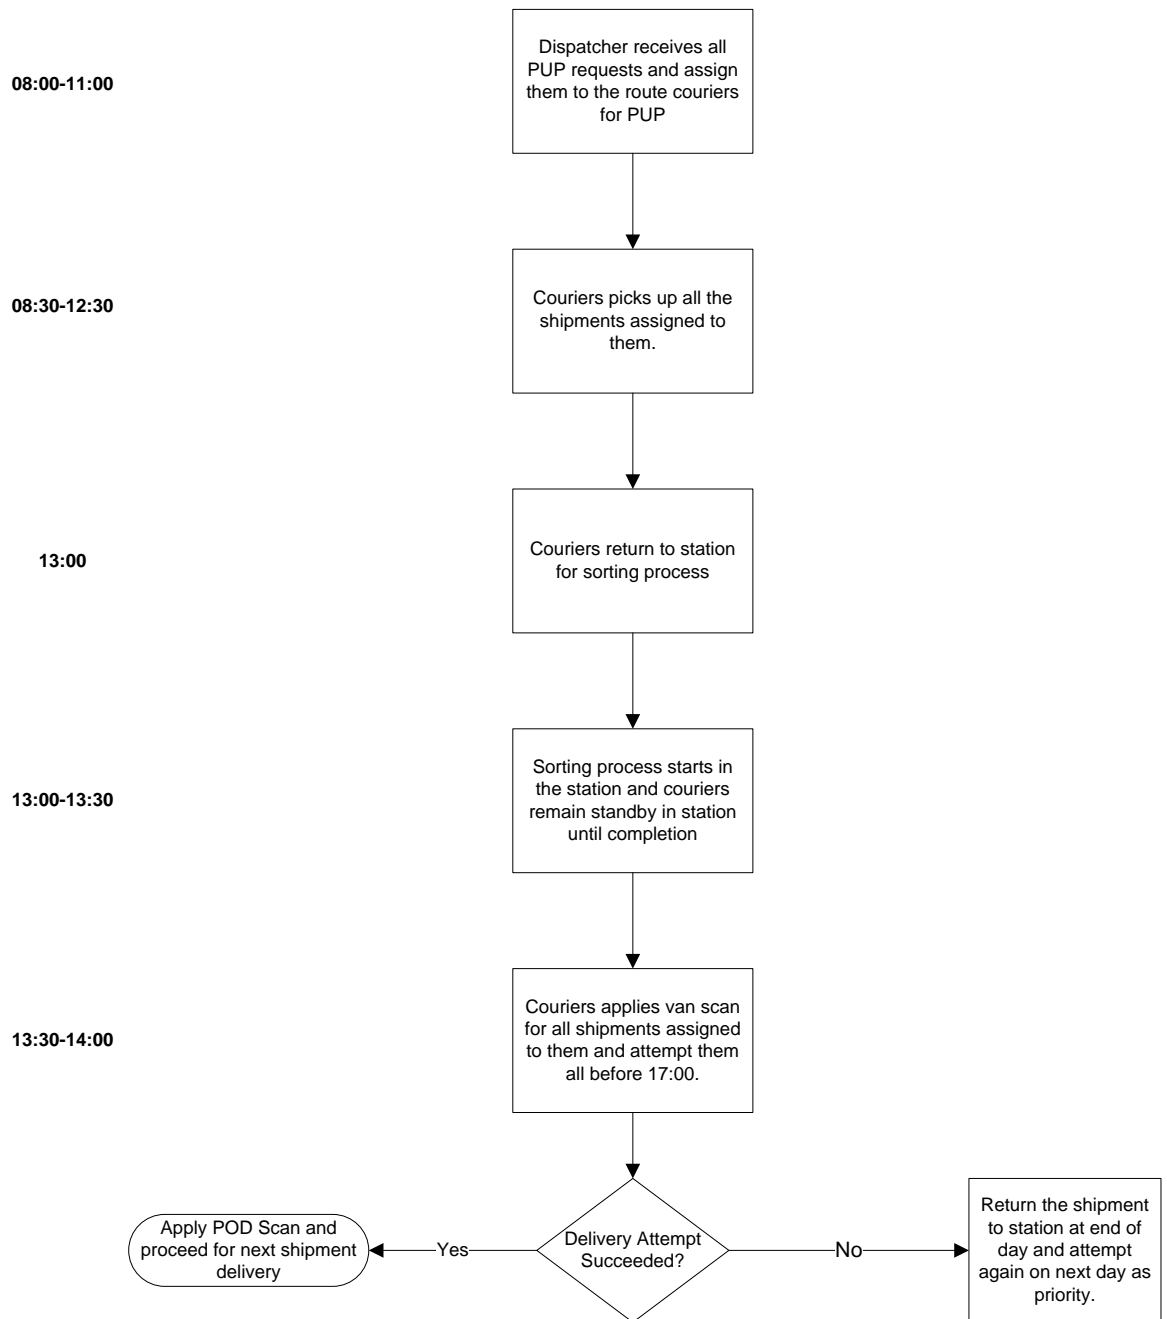 08:00-11:00
Dispatcher receives all
PUP requests and assign
them to the route couriers
for PUP
08:30-12:30
Couriers picks up all the
shipments assigned to
them.
13:00
Couriers return to station
for sorting process
13:00-13:30
Sorting process starts in
the station and couriers
remain standby in station
until completion
13:30-14:00
Couriers applies van scan
for all shipments assigned
to them and attempt them
all before 17:00.
Apply POD Scan and
proceed for next shipment
delivery
Yes
Delivery Attempt
Succeeded?
No
Return the shipment
to station at end of
day and attempt
again on next day as
priority.